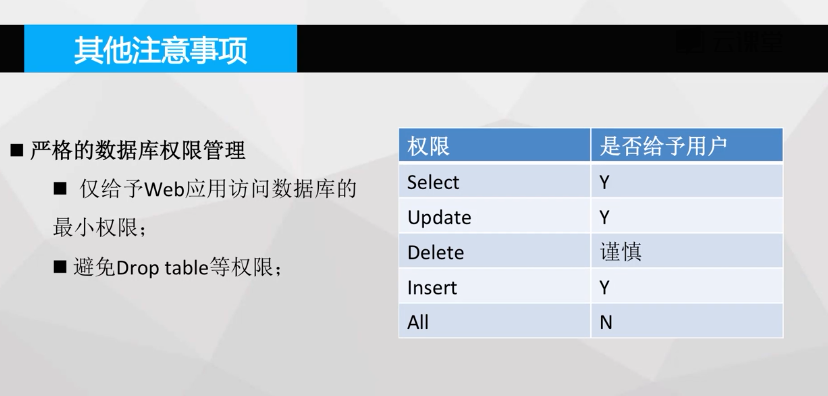 其他注意事项
■ 严格的数据库权限管理
■ 仅给予Web应用访问数据库的
最小权限；
■ 避免Drop table等权限；
权限 是否给予用户
Select Y
Update Y
Delete 谨慎
Insert Y
All N